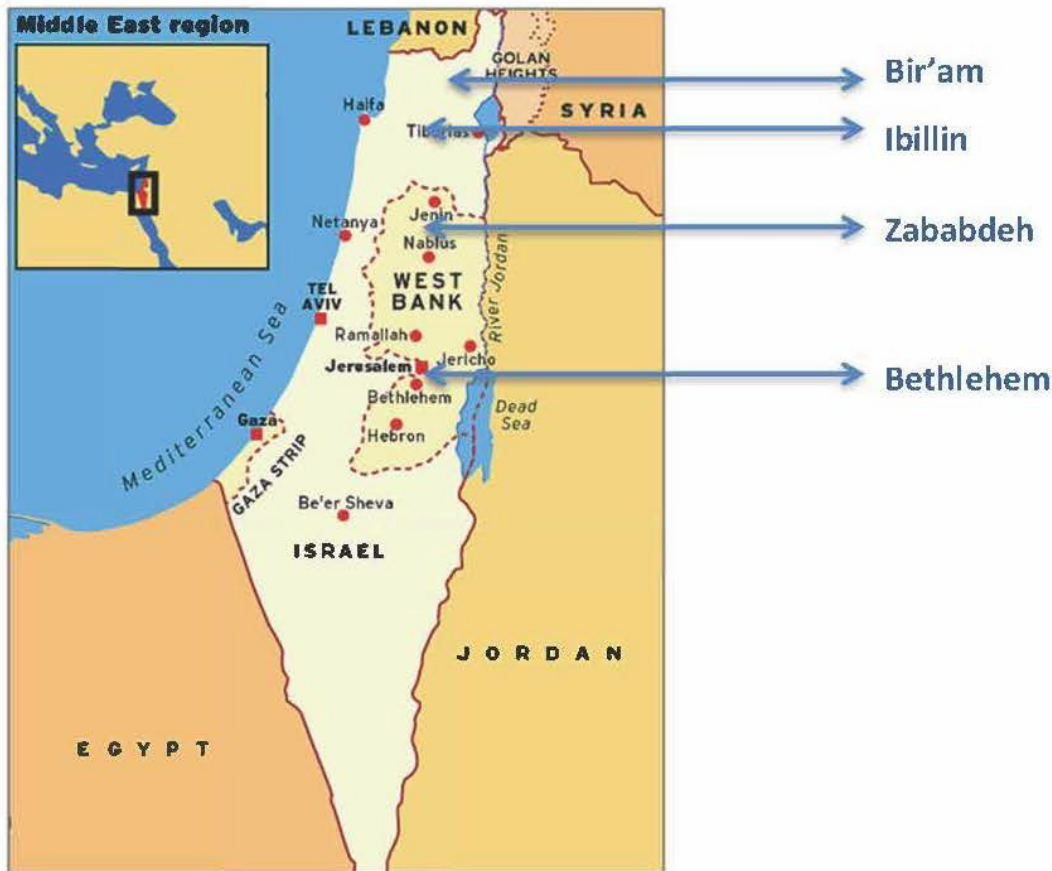 Middle East region
LEBANON
GOLAN
HEIGHTS
Bir'am
SYRIA
Haifa
Tiberias
Ibillin
Jenin
Netanya
Zababdeh
Nablus
WEST
BANK
River Jordan
TEL
AVIV
Mediterranean Sea
Ramallah
Jericho
Jerusalem
Bethlehem
Bethlehem
Dead
Sea
Gaza
Hebron
GAZA STRIP
Be'er Sheva
ISRAEL
JORDAN
EGYPT